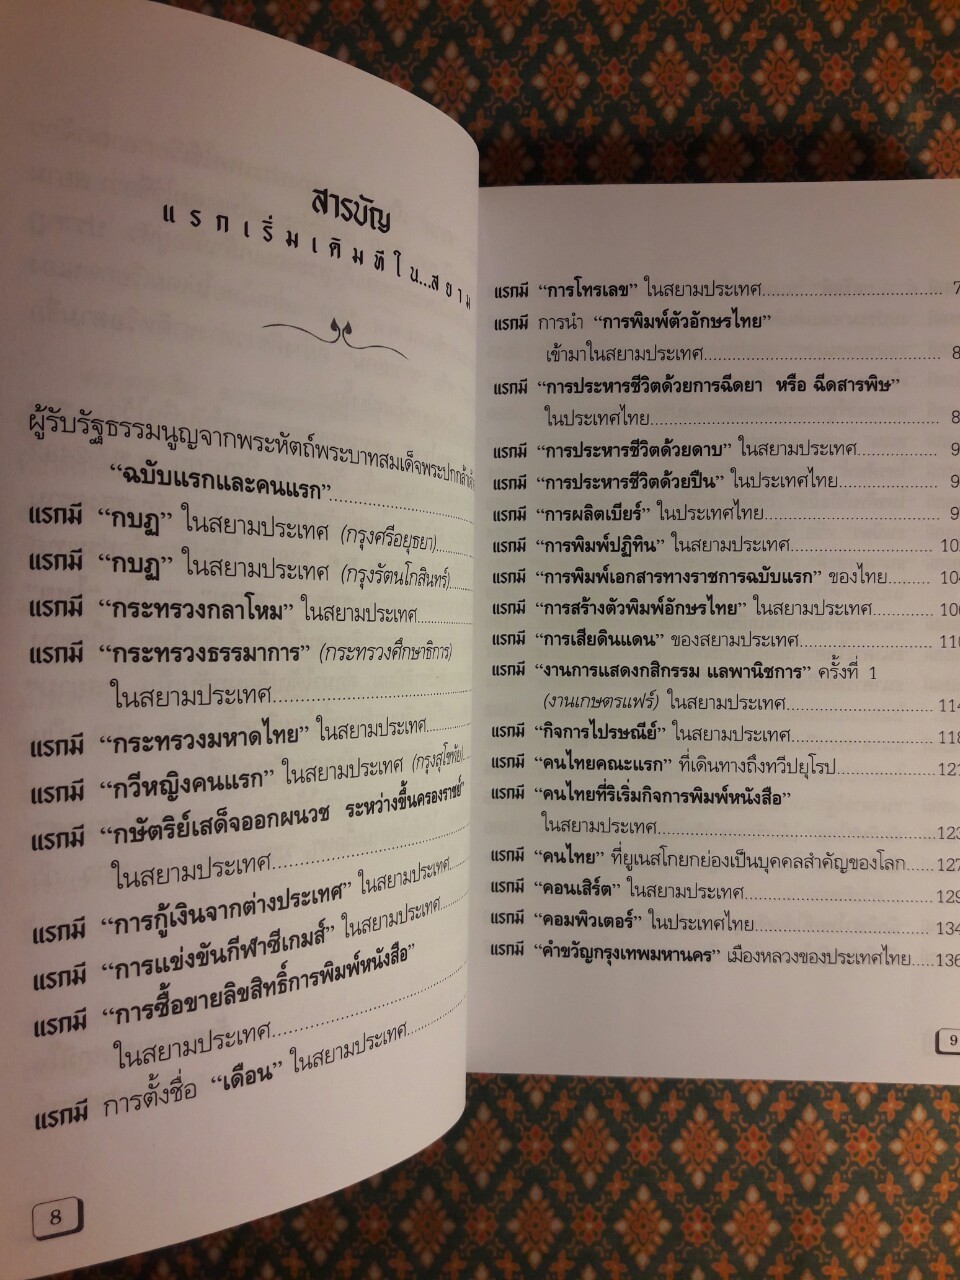 สารบัญ
แรกเริ่มเดิมทีใน...สยาม
ผู้รับรัฐธรรมนูญจากพระหัตถ์พระบาทสมเด็จพระปกเกล้า
“ฉบับแรกและคนแรก”
แรกมี “กบฏ” ในสยามประเทศ (กรุงศรีอยุธยา)
แรกมี “กบฏ” ในสยามประเทศ (กรุงรัตนโกสินทร์)
แรกมี “กระทรวงกลาโหม” ในสยามประเทศ
แรกมี “กระทรวงธรรมาการ” (กระทรวงศึกษาธิการ)
ในสยามประเทศ
แรกมี “กระทรวงมหาดไทย” ในสยามประเทศ
แรกมี “กวีหญิงคนแรก” ในสยามประเทศ (กรุงสุโขทัย)
แรกมี “กษัตริย์เสด็จออกผนวช ระหว่างขึ้นครองราชย์”
ในสยามประเทศ
แรกมี “การกู้เงินจากต่างประเทศ” ในสยามประเทศ
แรกมี “การแข่งขันกีฬาซีเกมส์” ในสยามประเทศ
แรกมี “การซื้อขายลิขสิทธิ์การพิมพ์หนังสือ”
ในสยามประเทศ
แรกมี การตั้งชื่อ “เดือน” ในสยามประเทศ
8
แรกมี “การโทรเลข” ในสยามประเทศ
แรกมี การนำ “การพิมพ์ตัวอักษรไทย”
เข้ามาในสยามประเทศ
แรกมี “การประหารชีวิตด้วยการฉีดยา หรือ ฉีดสารพิษ”
ในประเทศไทย
แรกมี “การประหารชีวิตด้วยดาบ” ในสยามประเทศ
แรกมี “การประหารชีวิตด้วยปืน” ในประเทศไทย
แรกมี “การผลิตเบียร์” ในประเทศไทย
แรกมี “การพิมพ์ปฏิทิน” ในสยามประเทศ
แรกมี “การพิมพ์เอกสารทางราชการฉบับแรก” ของไทย 104
แรกมี “การสร้างตัวพิมพ์อักษรไทย” ในสยามประเทศ 106
แรกมี “การเสียดินแดน” ของสยามประเทศ
แรกมี “งานการแสดงกสิกรรม แลพานิชการ” ครั้งที่ 1
(งานเกษตรแฟร์) ในสยามประเทศ 114
แรกมี “กิจการไปรษณีย์” ในสยามประเทศ 118
แรกมี “คนไทยคณะแรก” ที่เดินทางถึงทวีปยุโรป 121
แรกมี “คนไทยที่ริเริ่มกิจการพิมพ์หนังสือ”
ในสยามประเทศ 123
แรกมี “คนไทย” ที่ยูเนสโกยกย่องเป็นบุคคลสำคัญของโลก 127
แรกมี “คอนเสิร์ต” ในสยามประเทศ 129
แรกมี “คอมพิวเตอร์” ในประเทศไทย 134
แรกมี “คำขวัญกรุงเทพมหานคร” เมืองหลวงของประเทศไทย 136
9